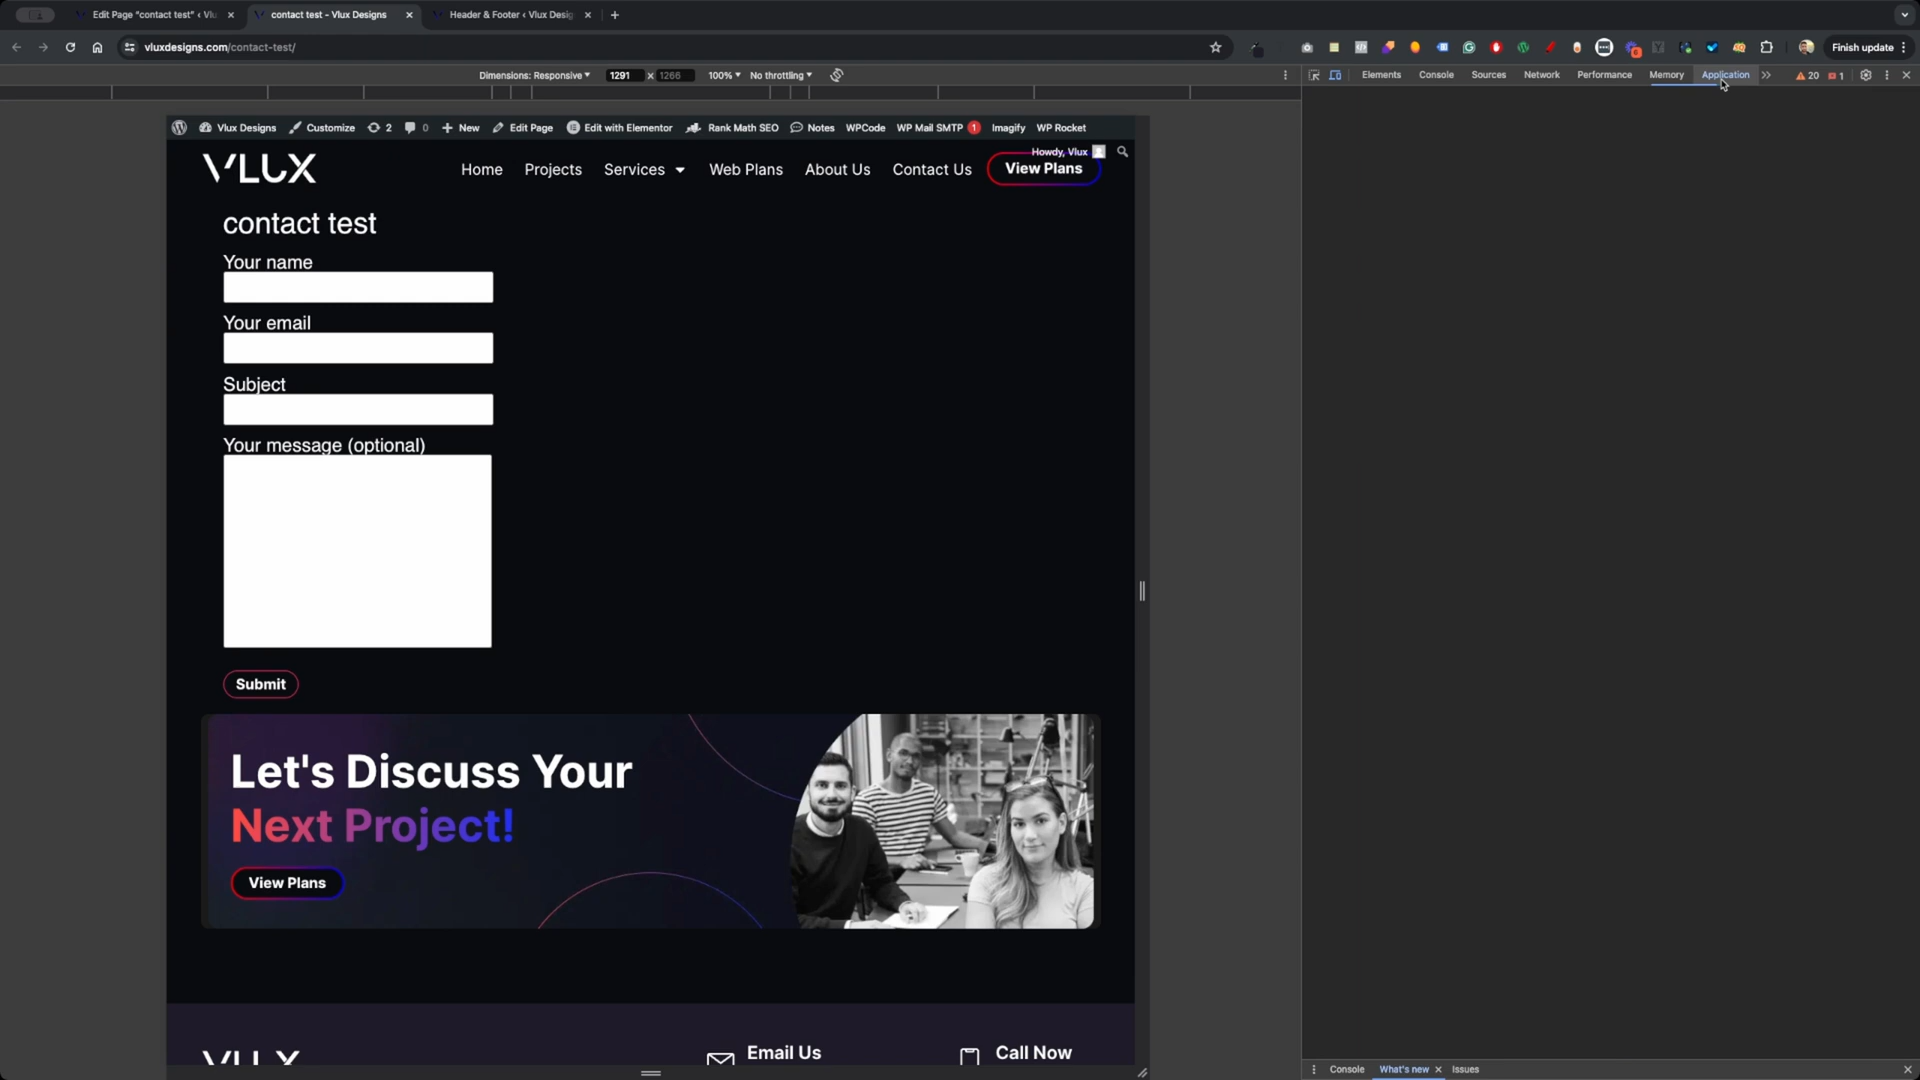 Edit Page "contact test" ‹ Vlu
contact test - Vlux Designs
Header & Footer ‹ Vlux Desig
vluxdesigns.com/contact-test/
Finish update
Dimensions: Responsive
1291 x 1266
100%
No throttling
Elements
Console
Sources
Network
Performance
Memory
Application
20
1
Vlux Designs
Customize
2
0
New
Edit Page
Edit with Elementor
Rank Math SEO
Notes
WPCode
WP Mail SMTP 1
Imagify
WP Rocket
Howdy, Vlux
VLUX
Home
Projects
Services
Web Plans
About Us
Contact Us
View Plans
contact test
Your name
Your email
Subject
Your message (optional)
Submit
Let's Discuss Your
Next Project!
View Plans
VLUX
Email Us
Call Now
Console
What's new
Issues